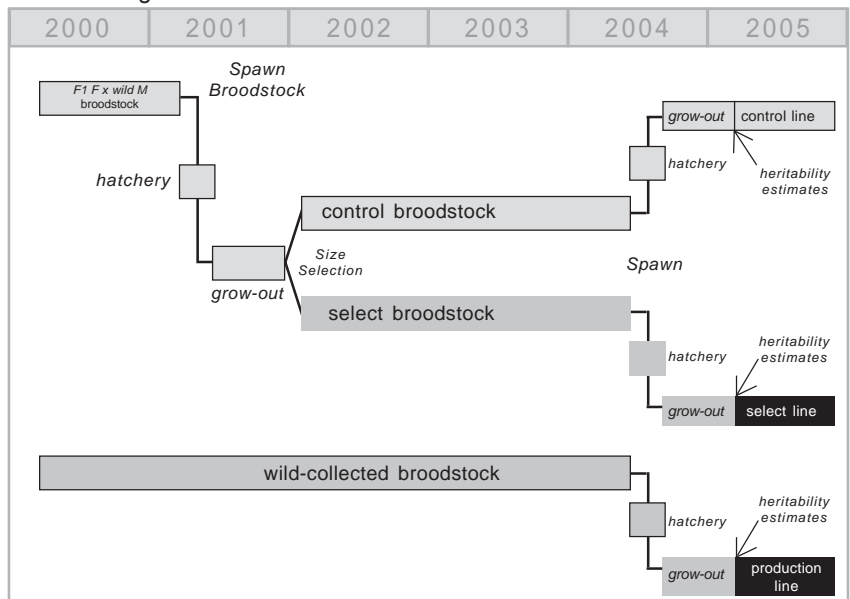 2000 2001 2002 2003 2004 2005
Spawn
Broodstock
F1 F x wild M
broodstock
grow-out control line
hatchery
hatchery
heritability
estimates
control broodstock
Size
Selection
Spawn
grow-out
select broodstock
heritability
estimates
hatchery
grow-out select line
wild-collected broodstock
heritability
estimates
hatchery
grow-out
production
line